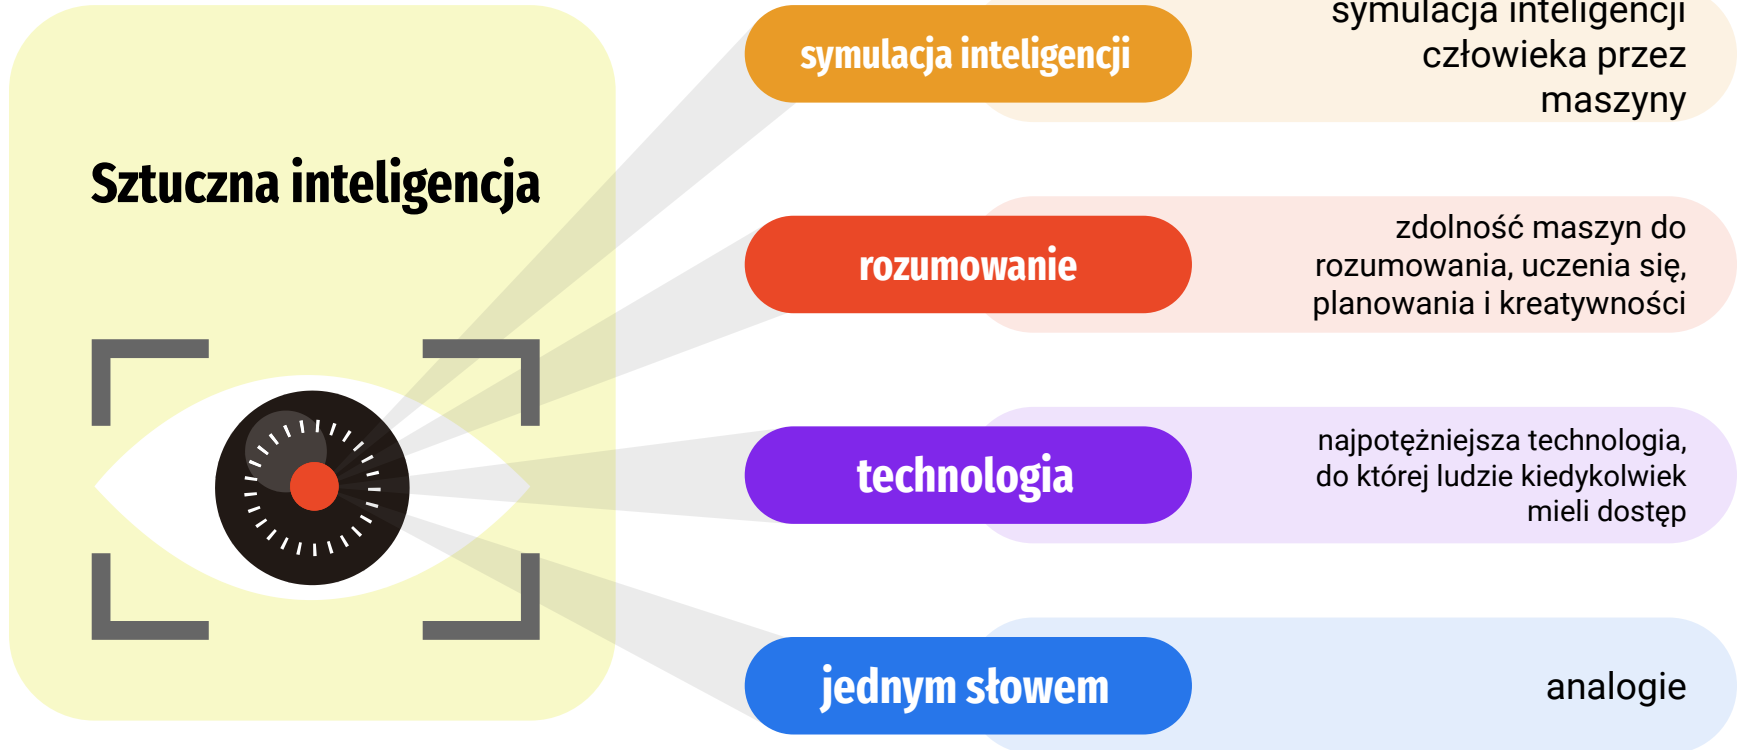 Sztuczna inteligencja
symulacja inteligencji
symulacja inteligencji
człowieka przez
maszyny
rozumowanie
zdolność maszyn do
rozumowania, uczenia się,
planowania i kreatywności
technologia
najpotężniejsza technologia,
do której ludzie kiedykolwiek
mieli dostęp
jednym słowem
analogie